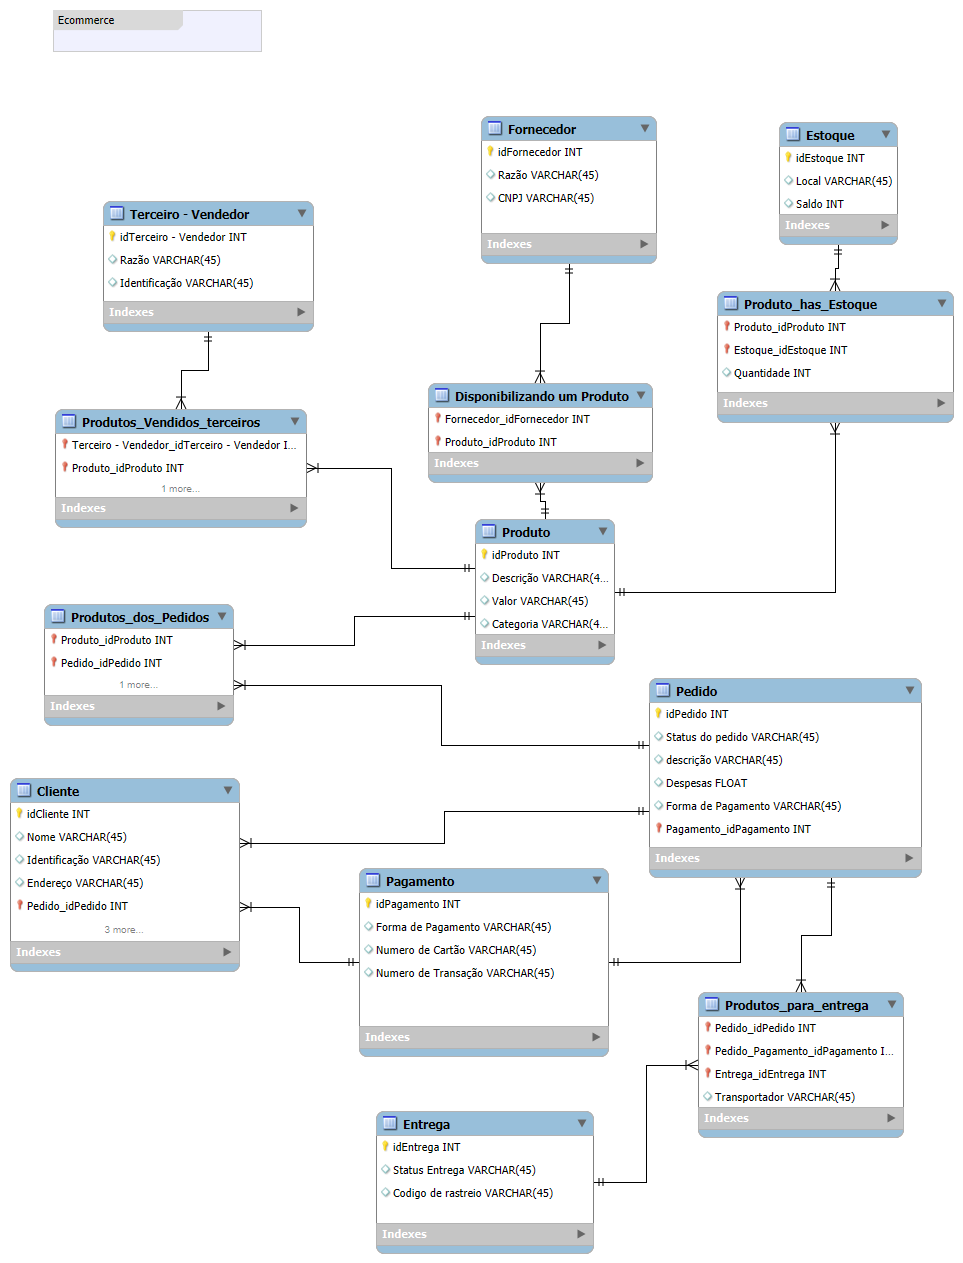 Ecommerce
Fornecedor
idFornecedor INT
Razão VARCHAR(45)
CNPJ VARCHAR(45)
Indexes
Estoque
idEstoque INT
Local VARCHAR(45)
Saldo INT
Indexes
Terceiro - Vendedor
idTerceiro - Vendedor INT
Razão VARCHAR(45)
Identificação VARCHAR(45)
Indexes
Produto_has_Estoque
Produto_idProduto INT
Estoque_idEstoque INT
Quantidade INT
Indexes
Disponibilizando um Produto
Fornecedor_idFornecedor INT
Produto_idProduto INT
Indexes
Produtos_Vendidos_terceiros
Terceiro - Vendedor_idTerceiro - Vendedor I...
Produto_idProduto INT
1 more...
Indexes
Produto
idProduto INT
Descrição VARCHAR(4...
Valor VARCHAR(45)
Categoria VARCHAR(4...
Indexes
Produtos_dos_Pedidos
Produto_idProduto INT
Pedido_idPedido INT
1 more...
Indexes
Pedido
idPedido INT
Status do pedido VARCHAR(45)
descrição VARCHAR(45)
Despesas FLOAT
Forma de Pagamento VARCHAR(45)
Pagamento_idPagamento INT
Indexes
Cliente
idCliente INT
Nome VARCHAR(45)
Identificação VARCHAR(45)
Endereço VARCHAR(45)
Pedido_idPedido INT
3 more...
Indexes
Pagamento
idPagamento INT
Forma de Pagamento VARCHAR(45)
Numero de Cartão VARCHAR(45)
Numero de Transação VARCHAR(45)
Indexes
Produtos_para_entrega
Pedido_idPedido INT
Pedido_Pagamento_idPagamento I...
Entrega_idEntrega INT
Transportador VARCHAR(45)
Indexes
Entrega
idEntrega INT
Status Entrega VARCHAR(45)
Codigo de rastreio VARCHAR(45)
Indexes